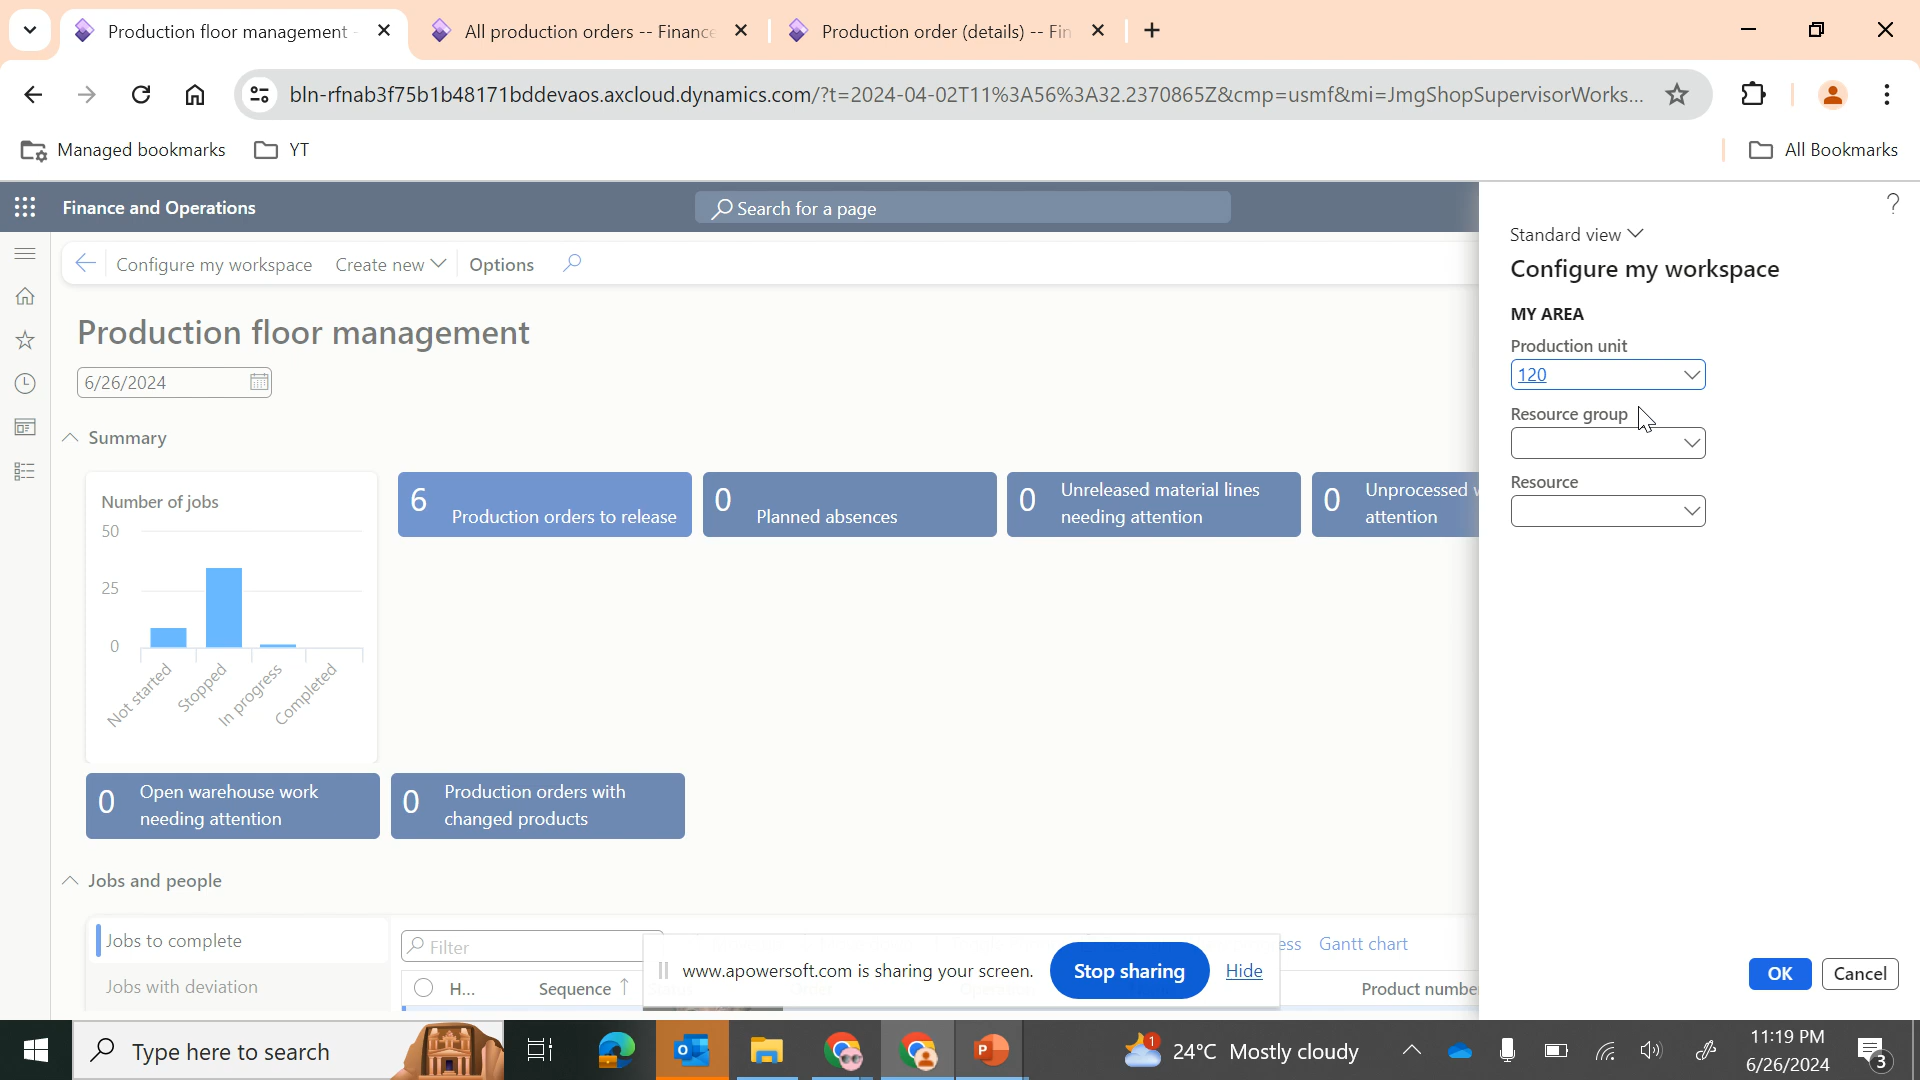 Production floor management -
All production orders -- Finance
Production order (details) -- Fin
bln-rfnab3f75b1b48171bddevaos.axcloud.dynamics.com/?t=2024-04-02T11%3A56%3A32.2370865Z&cmp=usmf&mi=JmgShopSupervisorWorks...
Managed bookmarks
YT
All Bookmarks
Finance and Operations
Search for a page
?
Configure my workspace
Create new
Options
Production floor management
6/26/2024
Summary
Number of jobs
50
25
0
Not started
Stopped
In progress
Completed
6 Production orders to release
0 Planned absences
0 Unreleased material lines
needing attention
0 Unprocessed
attention
0 Open warehouse work
needing attention
0 Production orders with
changed products
Jobs and people
Jobs to complete
Jobs with deviation
Filter
Gantt chart
H...
Sequence ↑
Product numbe
www.apowersoft.com is sharing your screen.
Stop sharing
Hide
Standard view
Configure my workspace
MY AREA
Production unit
120
Resource group
Resource
OK
Cancel
Type here to search
1
24°C Mostly cloudy
11:19 PM
6/26/2024
3